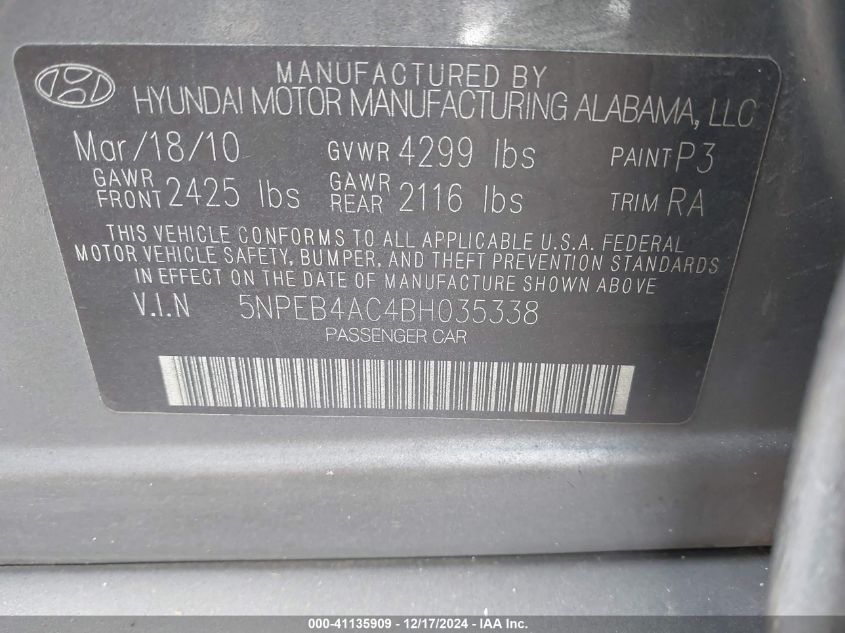 MANUFACTURED BY
HYUNDAI MOTOR MANUFACTURING ALABAMA, LLC
Mar/18/10 GVWR 4299 lbs PAINT P3
GAWR FRONT 2425 lbs GAWR REAR 2116 lbs TRIM RA
THIS VEHICLE CONFORMS TO ALL APPLICABLE U.S.A. FEDERAL
MOTOR VEHICLE SAFETY, BUMPER, AND THEFT PREVENTION STANDARDS
IN EFFECT ON THE DATE OF MANUFACTURE SHOWN ABOVE
V.I.N 5NPEB4AC4BH035338
PASSENGER CAR
000-41135909 - 12/17/2024 - IAA Inc.